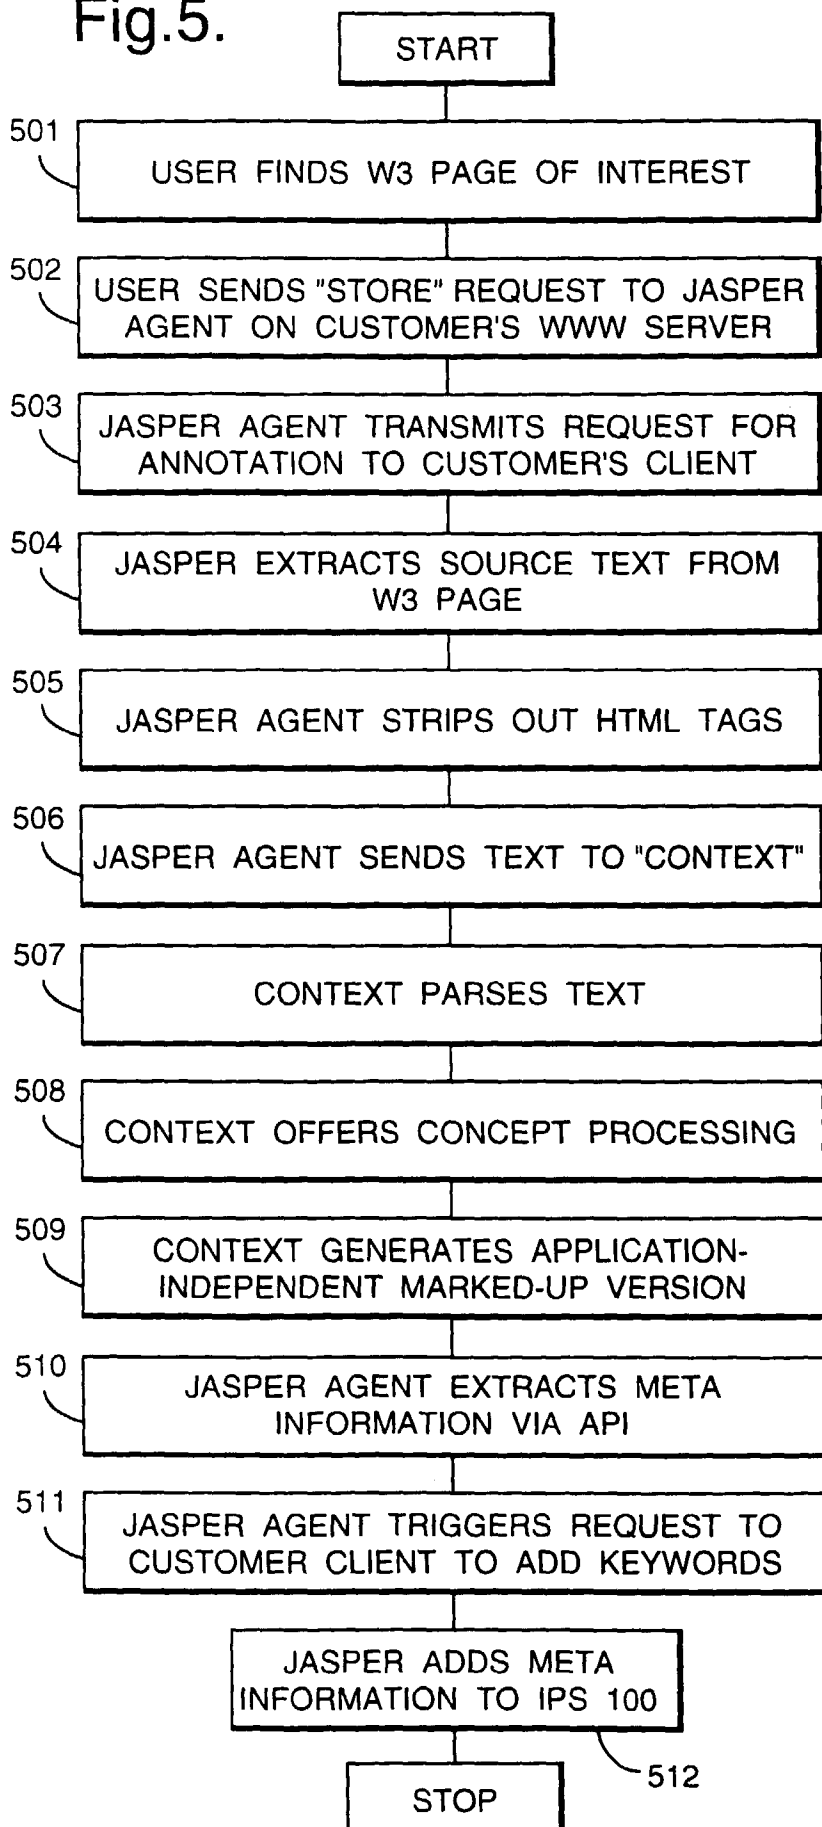 Fig.5.
START
501
USER FINDS W3 PAGE OF INTEREST
502
USER SENDS "STORE" REQUEST TO JASPER
AGENT ON CUSTOMER'S WWW SERVER
503
JASPER AGENT TRANSMITS REQUEST FOR
ANNOTATION TO CUSTOMER'S CLIENT
504
JASPER EXTRACTS SOURCE TEXT FROM
W3 PAGE
505
JASPER AGENT STRIPS OUT HTML TAGS
506
JASPER AGENT SENDS TEXT TO "CONTEXT"
507
CONTEXT PARSES TEXT
508
CONTEXT OFFERS CONCEPT PROCESSING
509
CONTEXT GENERATES APPLICATION-
INDEPENDENT MARKED-UP VERSION
510
JASPER AGENT EXTRACTS META
INFORMATION VIA API
511
JASPER AGENT TRIGGERS REQUEST TO
CUSTOMER CLIENT TO ADD KEYWORDS
JASPER ADDS META
INFORMATION TO IPS 100
512
STOP